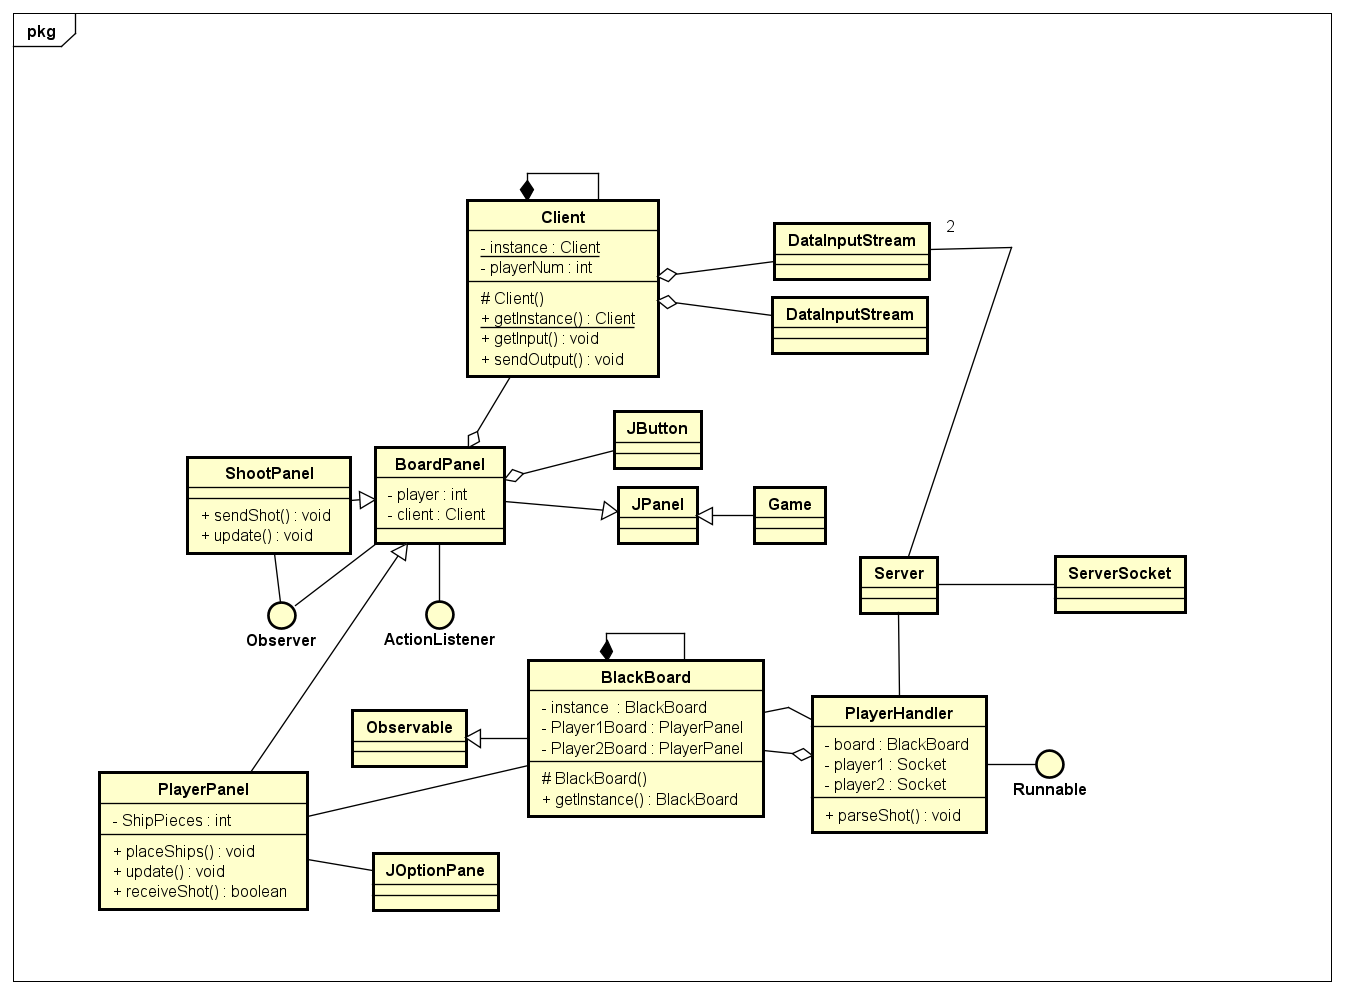 pkg
Client
- instance : Client
- playerNum : int
# Client()
+ getInstance() : Client
+ getInput() : void
+ sendOutput() : void
DataInputStream
2
DataInputStream
JButton
ShootPanel
+ sendShot() : void
+ update() : void
BoardPanel
- player : int
- client : Client
JPanel
Game
Server
ServerSocket
Observer
ActionListener
BlackBoard
- instance : BlackBoard
- Player1Board : PlayerPanel
- Player2Board : PlayerPanel
# BlackBoard()
+ getInstance() : BlackBoard
Observable
PlayerHandler
- board : BlackBoard
- player1 : Socket
- player2 : Socket
+ parseShot() : void
Runnable
PlayerPanel
- ShipPieces : int
+ placeShips() : void
+ update() : void
+ receiveShot() : boolean
JOptionPane